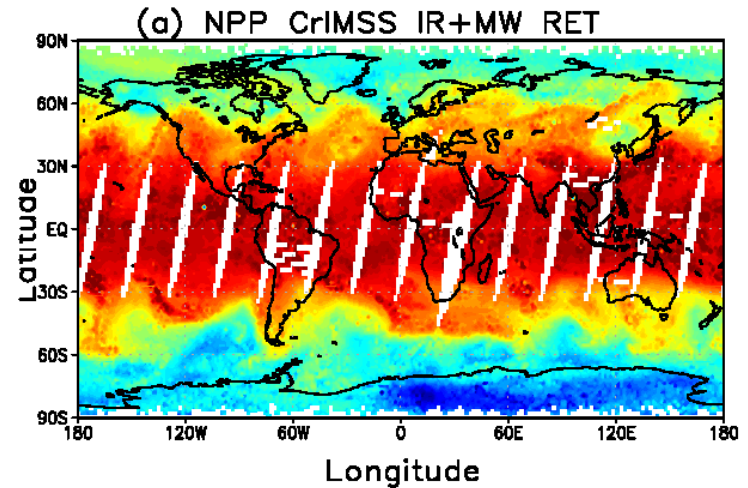 (a) NPP CrIMSS IR+MW RET
90N
60N
30N
EQ
30S
60S
90S
Latitude
180 120W 60W 0 60E 120E 180
Longitude